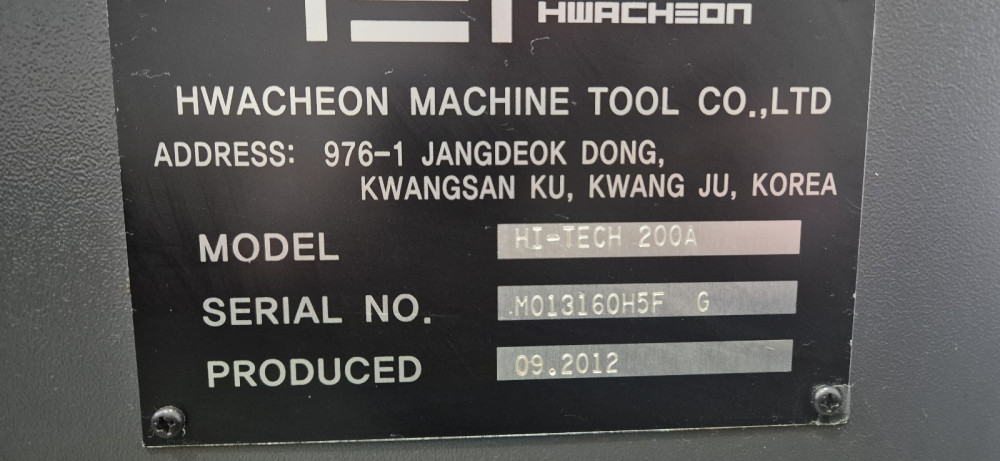 HWACHEON
HWACHEON MACHINE TOOL CO.,LTD
ADDRESS: 976-1 JANGDEOK DONG,
KWANGSAN KU, KWANG JU, KOREA
MODEL HI-TECH 200A
SERIAL NO. M013160H5F G
PRODUCED 09.2012